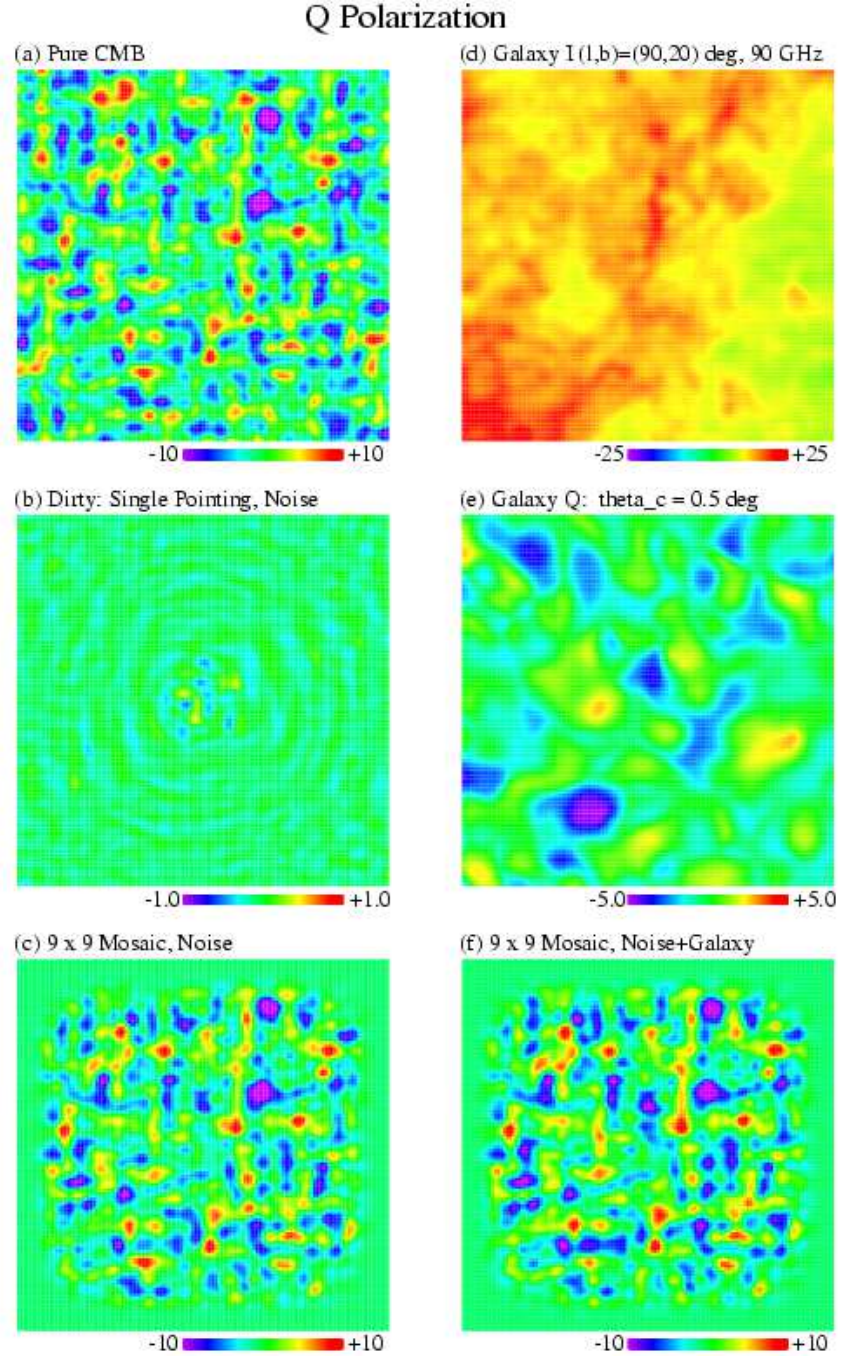 Q Polarization
(a) Pure CMB
-10 +10
(d) Galaxy I (l,b)=(90,20) deg, 90 GHz
-25 +25
(b) Dirty: Single Pointing, Noise
-1.0 +1.0
(e) Galaxy Q: theta_c = 0.5 deg
-5.0 +5.0
(c) 9 x 9 Mosaic, Noise
-10 +10
(f) 9 x 9 Mosaic, Noise+Galaxy
-10 +10